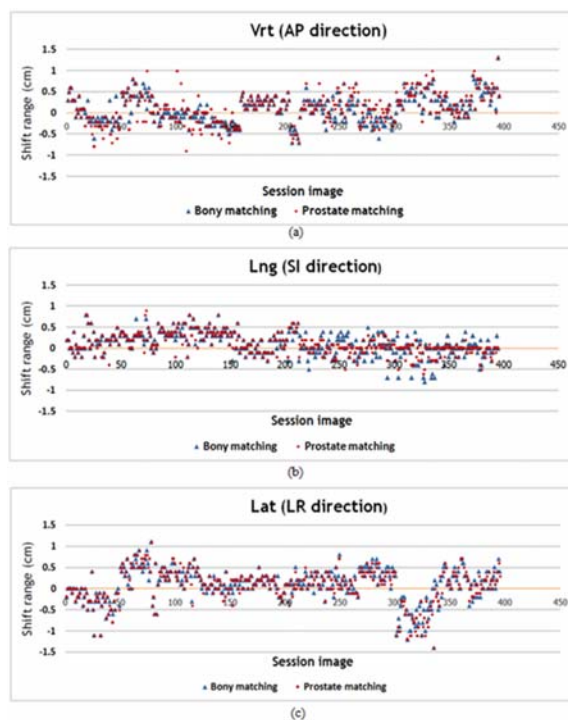 Vrt (AP direction)
1.5
1
0.5
0
-0.5
-1
-1.5
0 50 100 150 200 250 300 350 400 450
Shift range (cm)
Session image
Bony matching Prostate matching
(a)
Lng (SI direction)
1.5
1
0.5
0
-0.5
-1
-1.5
0 50 100 150 200 250 300 350 400 450
Shift range (cm)
Session image
Bony matching Prostate matching
(b)
Lat (LR direction)
1.5
1
0.5
0
-0.5
-1
-1.5
0 50 100 150 200 250 300 350 400 450 500
Shift range (cm)
Session image
Bony matching Prostate matching
(c)